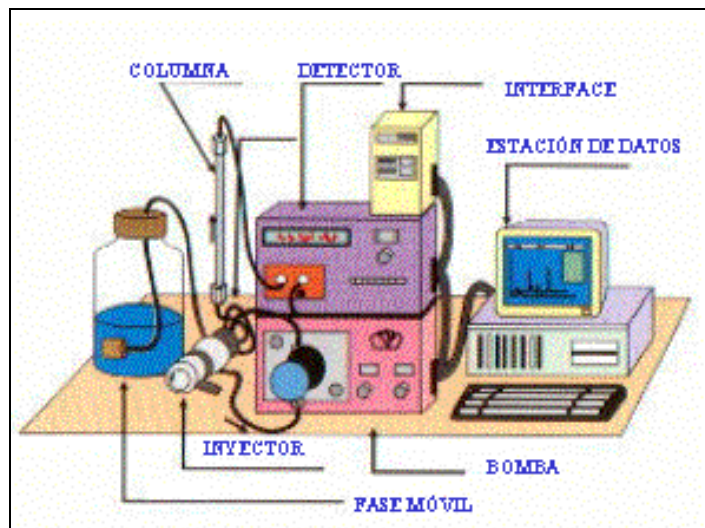 COLUMNA
DETECTOR
INTERFACE
ESTACIÓN DE DATOS
INYECTOR
BOMBA
FASE MÓVIL